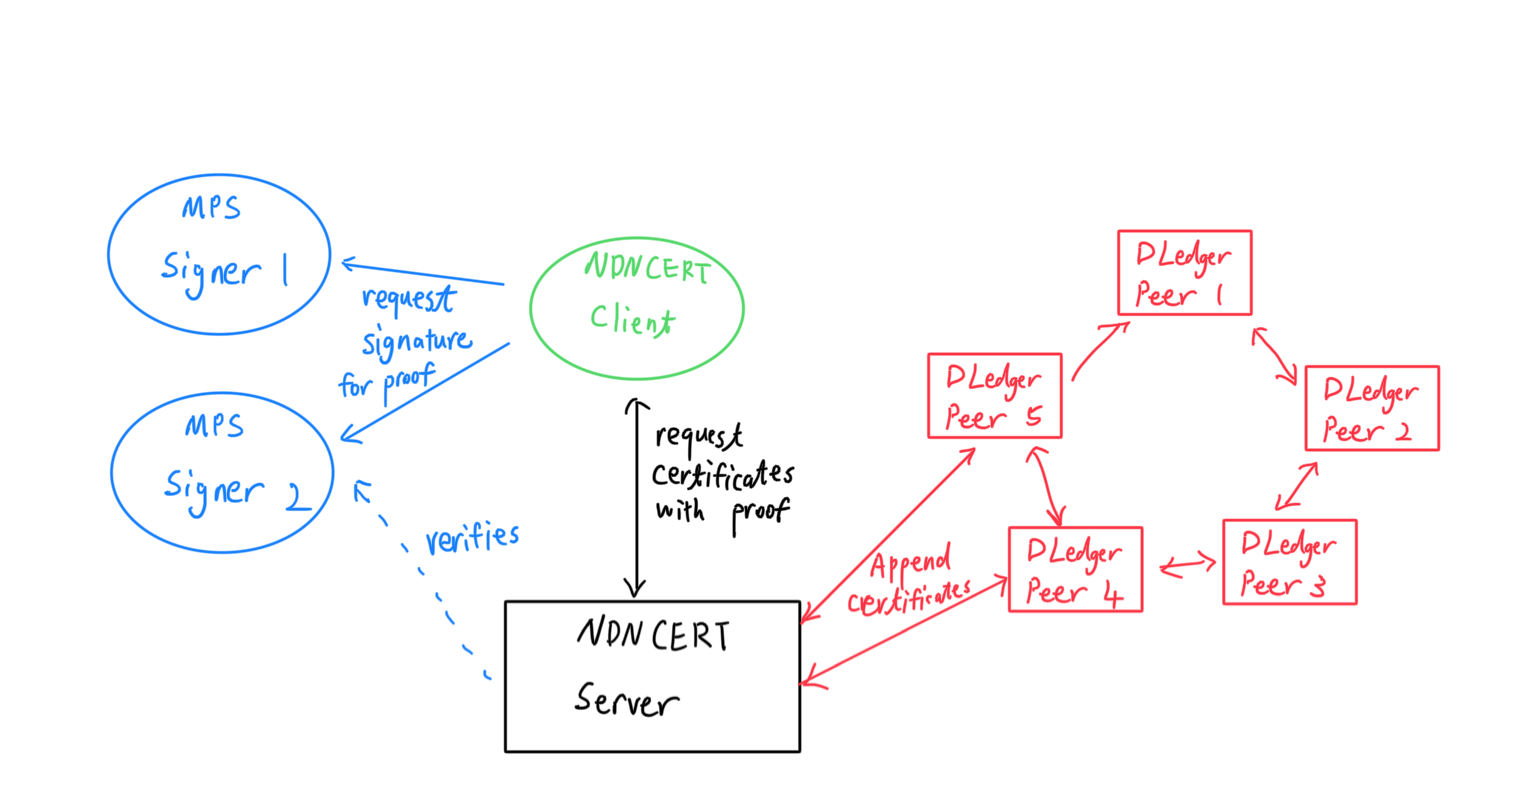 MPS
Signer 1
request
signature
for proof
MPS
Signer 2
verifies
NDNCERT
Client
request
certificates
with proof
NDNCERT
Server
Append
certificates
DLedger
Peer 1
DLedger
Peer 2
DLedger
Peer 3
DLedger
Peer 4
DLedger
Peer 5